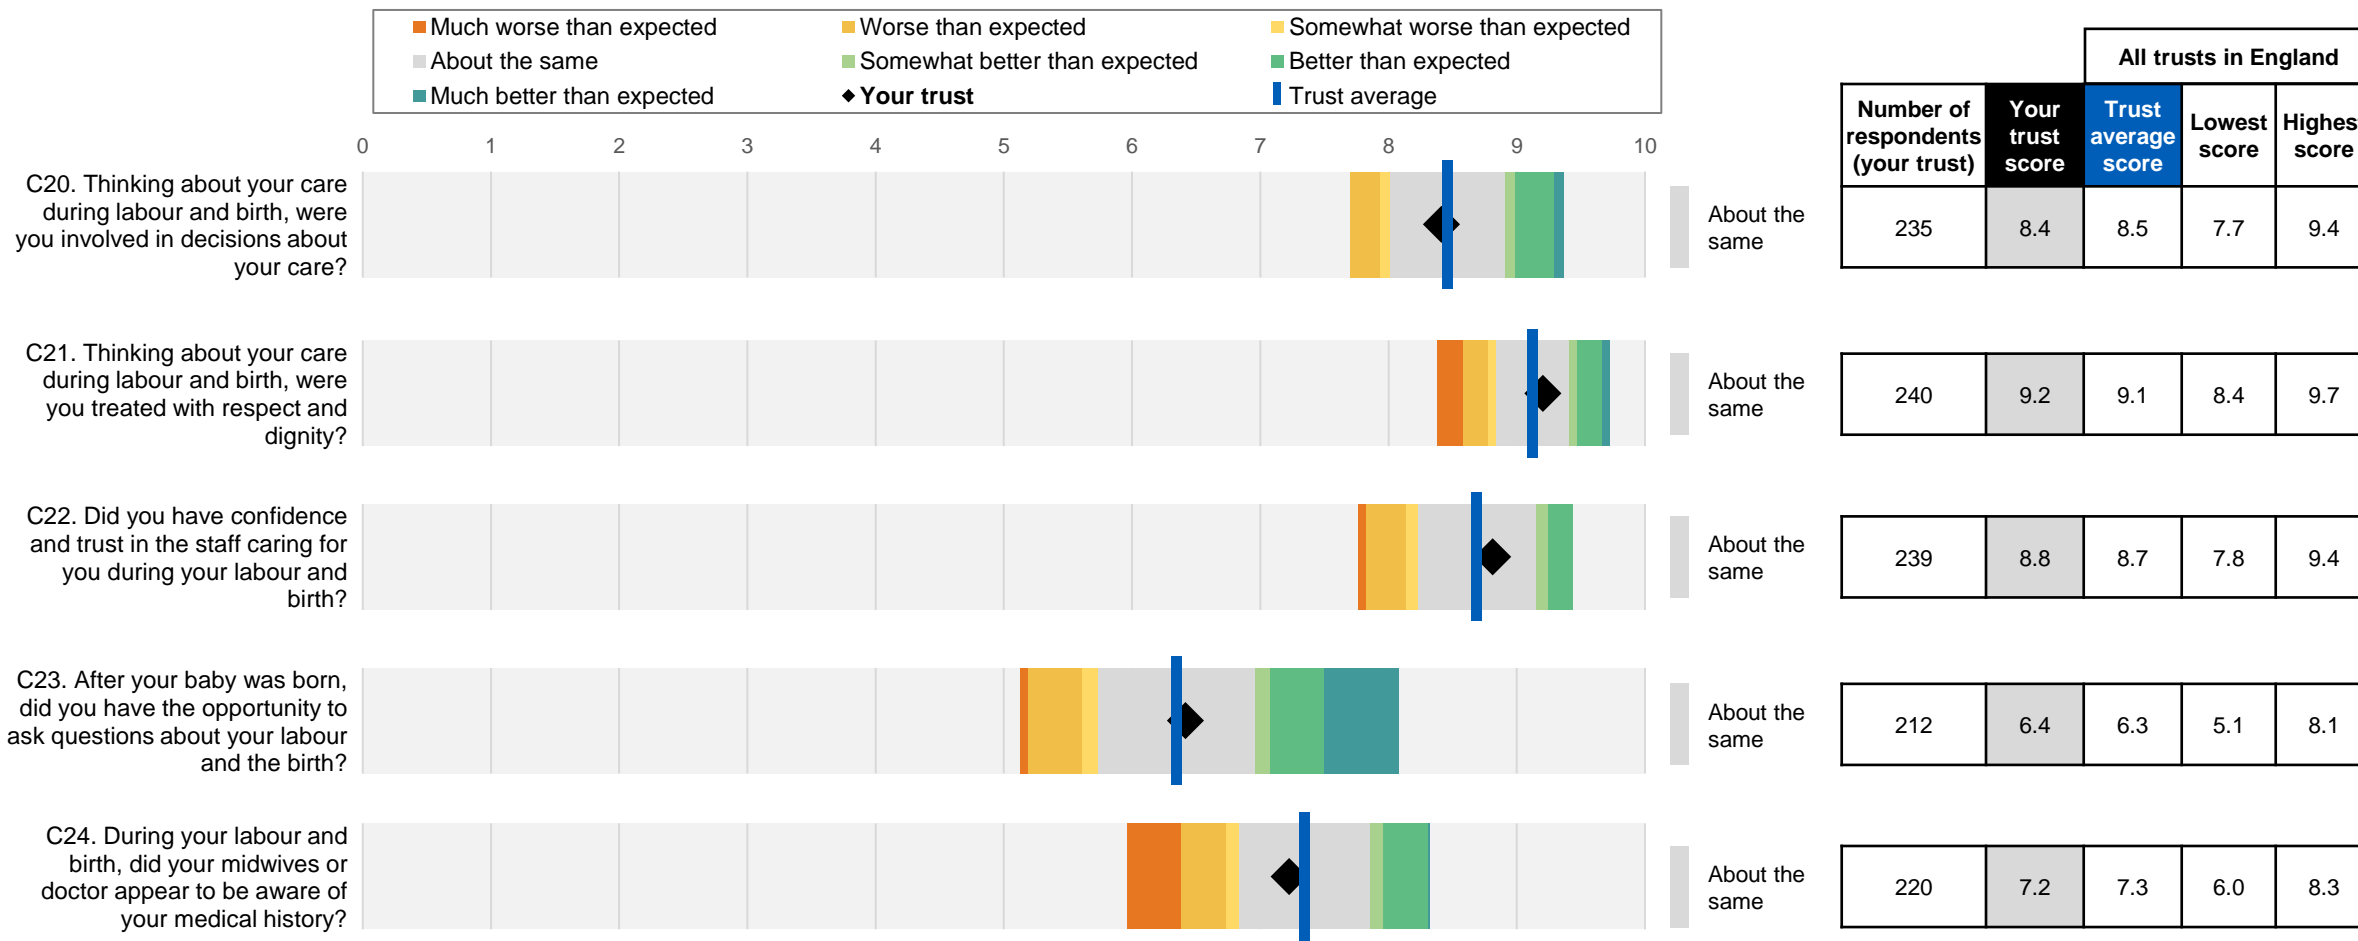 Much worse than expected
Worse than expected
Somewhat worse than expected
About the same
Somewhat better than expected
Better than expected
Much better than expected
Your trust
Trust average
All trusts in England
Number of
respondents
(your trust)
Your
trust
score
Trust
average
score
Lowest
score
Highes
score
0 1 2 3 4 5 6 7 8 9 10
C20. Thinking about your care
during labour and birth, were
you involved in decisions about
your care?
About the
same
235 8.4 8.5 7.7 9.4
C21. Thinking about your care
during labour and birth, were
you treated with respect and
dignity?
About the
same
240 9.2 9.1 8.4 9.7
C22. Did you have confidence
and trust in the staff caring for
you during your labour and
birth?
About the
same
239 8.8 8.7 7.8 9.4
C23. After your baby was born,
did you have the opportunity to
ask questions about your labour
and the birth?
About the
same
212 6.4 6.3 5.1 8.1
C24. During your labour and
birth, did your midwives or
doctor appear to be aware of
your medical history?
About the
same
220 7.2 7.3 6.0 8.3